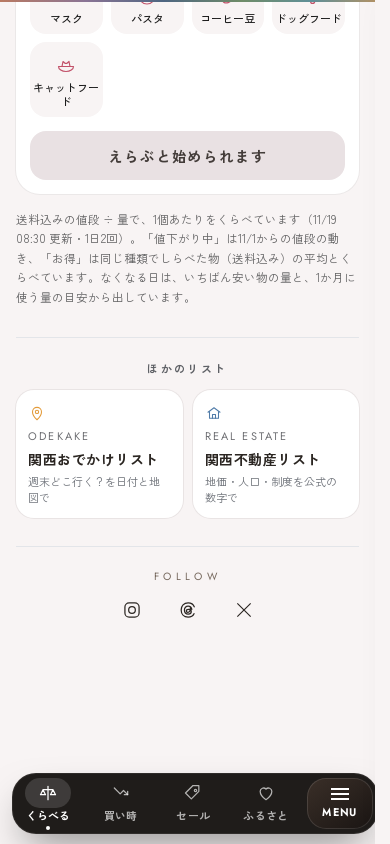 マスク
パスタ
コーヒー豆
ドッグフード
キャットフー
ド
えらぶと始められます
送料込みの値段 ÷ 量で、1個あたりをくらべています（11/19
08:30 更新・1日2回）。「値下がり中」は11/1からの値段の動
き、「お得」は同じ種類でしらべた物（送料込み）の平均とく
らべています。なくなる日は、いちばん安い物の量と、1か月に
使う量の目安から出しています。
ほかのリスト
ODEKAKE
関西おでかけリスト
週末どこ行く？を日付と地
図で
REAL ESTATE
関西不動産リスト
地価・人口・制度を公式の
数字で
FOLLOW
くらべる
買い時
セール
ふるさと
MENU